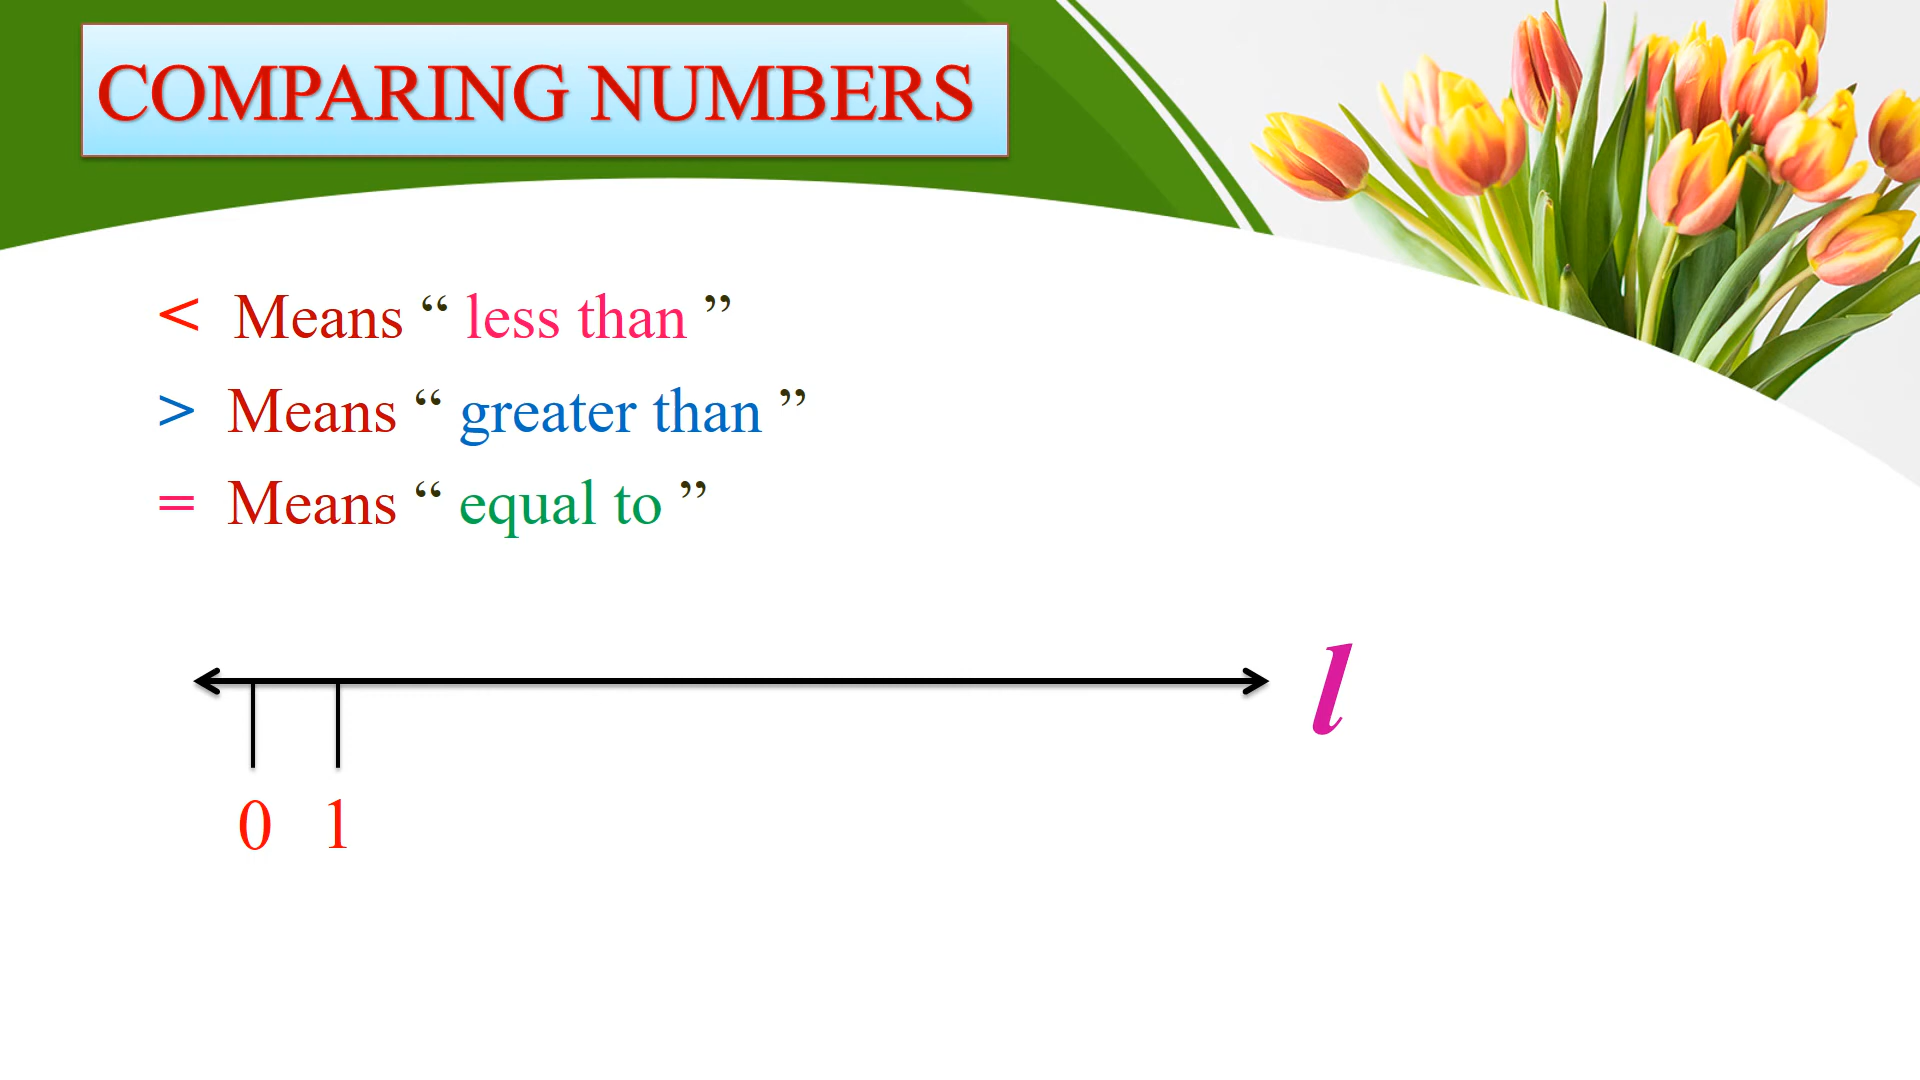 COMPARING NUMBERS
< Means “ less than ”
> Means “ greater than ”
= Means “ equal to ”
l
0 1